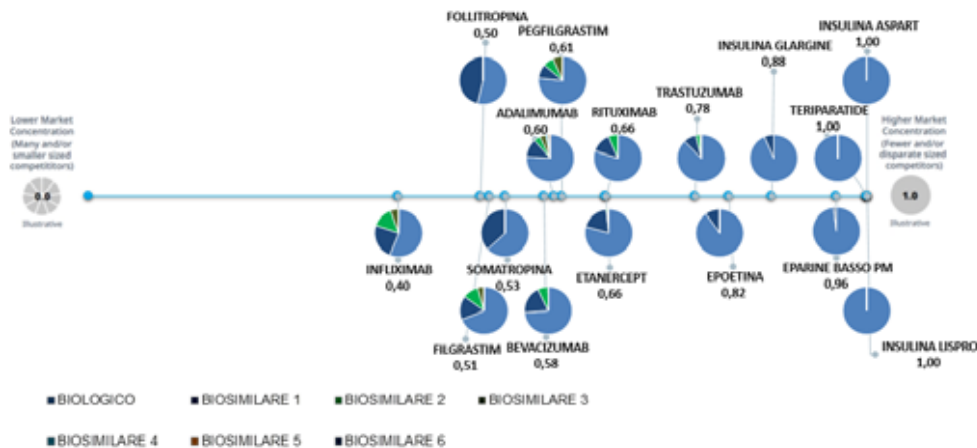 FOLLITROPINA
0,50
PEGFILGRASTIM
0,61
INSULINA GLARGINE
0,88
INSULINA ASPART
1,00
ADALIMUMAB
0,60
RITUXIMAB
0,66
TRASTUZUMAB
0,78
TERIPARATIDE
1,00
Lower Market
Concentration
(Many and/or
smaller sized
competitors)
0.0
Illustrative
Higher Market
Concentration
(Fewer and/or
disparate sized
competitors)
1.0
Illustrative
INFLIXIMAB
0,40
SOMATROPINA
0,53
ETANERCEPT
0,66
EPOETINA
0,82
EPARINE BASSO PM
0,96
FILGRASTIM
0,51
BEVACIZUMAB
0,58
INSULINA LISPRO
1,00
BIOLOGICO
BIOSIMILARE 1
BIOSIMILARE 2
BIOSIMILARE 3
BIOSIMILARE 4
BIOSIMILARE 5
BIOSIMILARE 6